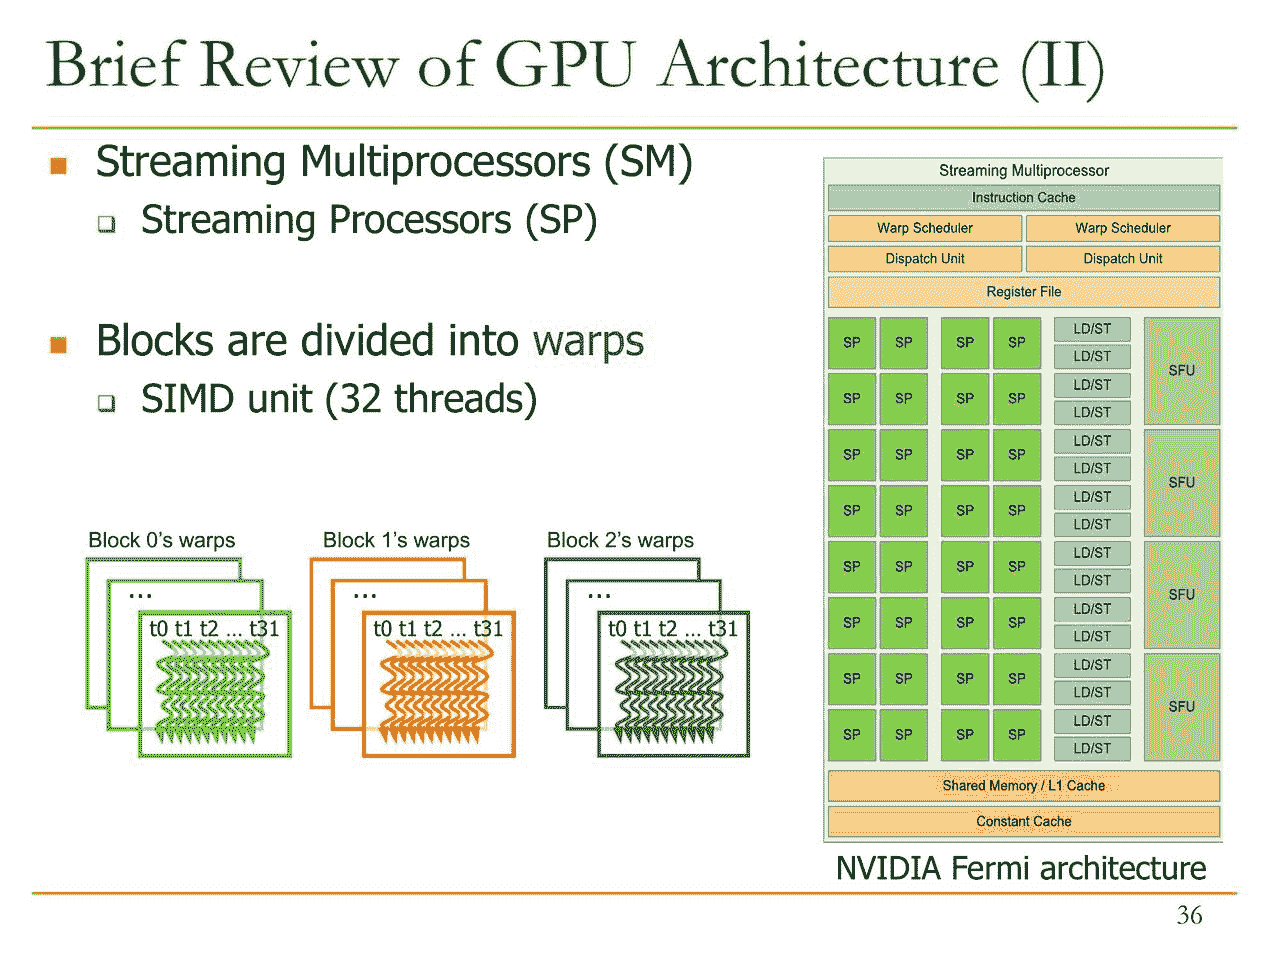 Brief Review of GPU Architecture (II)
Streaming Multiprocessors (SM)
Streaming Processors (SP)
Blocks are divided into warps
SIMD unit (32 threads)
Block 0's warps
Block 1's warps
Block 2's warps
...
...
...
t0 t1 t2 ... t31
t0 t1 t2 ... t31
t0 t1 t2 ... t31
Streaming Multiprocessor
Instruction Cache
Warp Scheduler
Warp Scheduler
Dispatch Unit
Dispatch Unit
Register File
SP SP SP SP
LD/ST
LD/ST
SFU
SP SP SP SP
LD/ST
LD/ST
SP SP SP SP
LD/ST
LD/ST
SFU
SP SP SP SP
LD/ST
LD/ST
SP SP SP SP
LD/ST
LD/ST
SFU
SP SP SP SP
LD/ST
LD/ST
SP SP SP SP
LD/ST
LD/ST
SFU
SP SP SP SP
LD/ST
LD/ST
Shared Memory / L1 Cache
Constant Cache
NVIDIA Fermi architecture
36